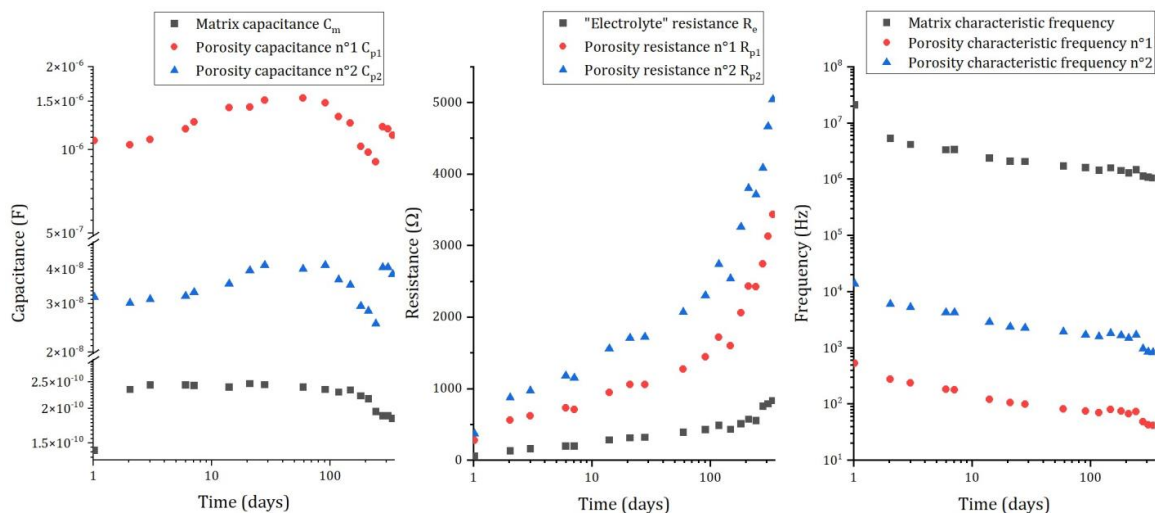 Matrix capacitance Cm
Porosity capacitance n°1 Cp1
Porosity capacitance n°2 Cp2
2×10⁻⁶
1.5×10⁻⁶
10⁻⁶
5×10⁻⁷
4×10⁻⁸
3×10⁻⁸
2×10⁻⁸
2.5×10⁻¹⁰
2×10⁻¹⁰
1.5×10⁻¹⁰
Capacitance (F)
1 10 100
Time (days)
"Electrolyte" resistance Re
Porosity resistance n°1 Rp1
Porosity resistance n°2 Rp2
5000
4000
3000
2000
1000
0
Resistance (Ω)
1 10 100
Time (days)
Matrix characteristic frequency
Porosity characteristic frequency n°1
Porosity characteristic frequency n°2
10⁸
10⁷
10⁶
10⁵
10⁴
10³
10²
10¹
Frequency (Hz)
1 10 100
Time (days)